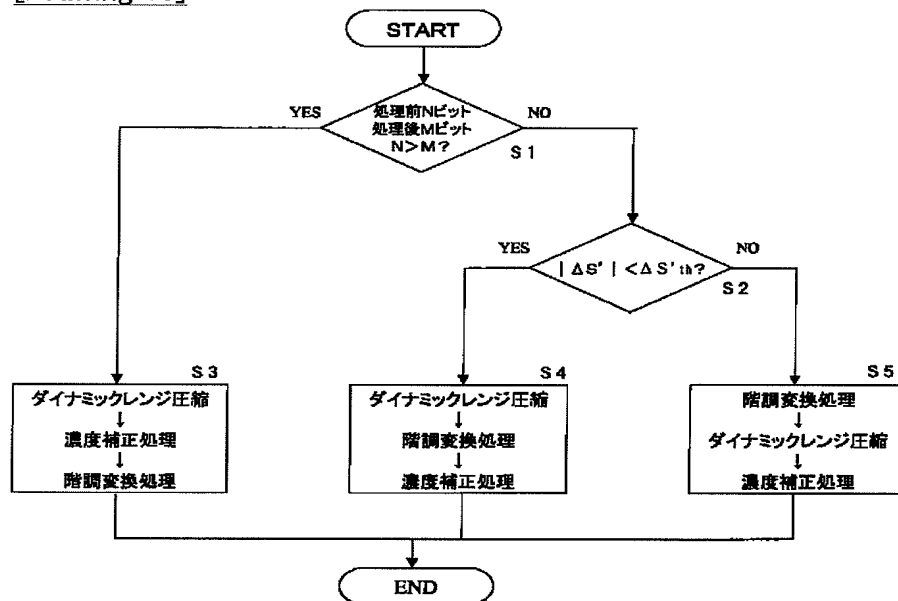 START
YES
処理前Nビット
処理後Mビット
N>M?
NO
S1
YES
|ΔS'|<ΔS'th?
NO
S2
S3
ダイナミックレンジ圧縮
↓
濃度補正処理
↓
階調変換処理
S4
ダイナミックレンジ圧縮
↓
階調変換処理
↓
濃度補正処理
S5
階調変換処理
↓
ダイナミックレンジ圧縮
↓
濃度補正処理
END